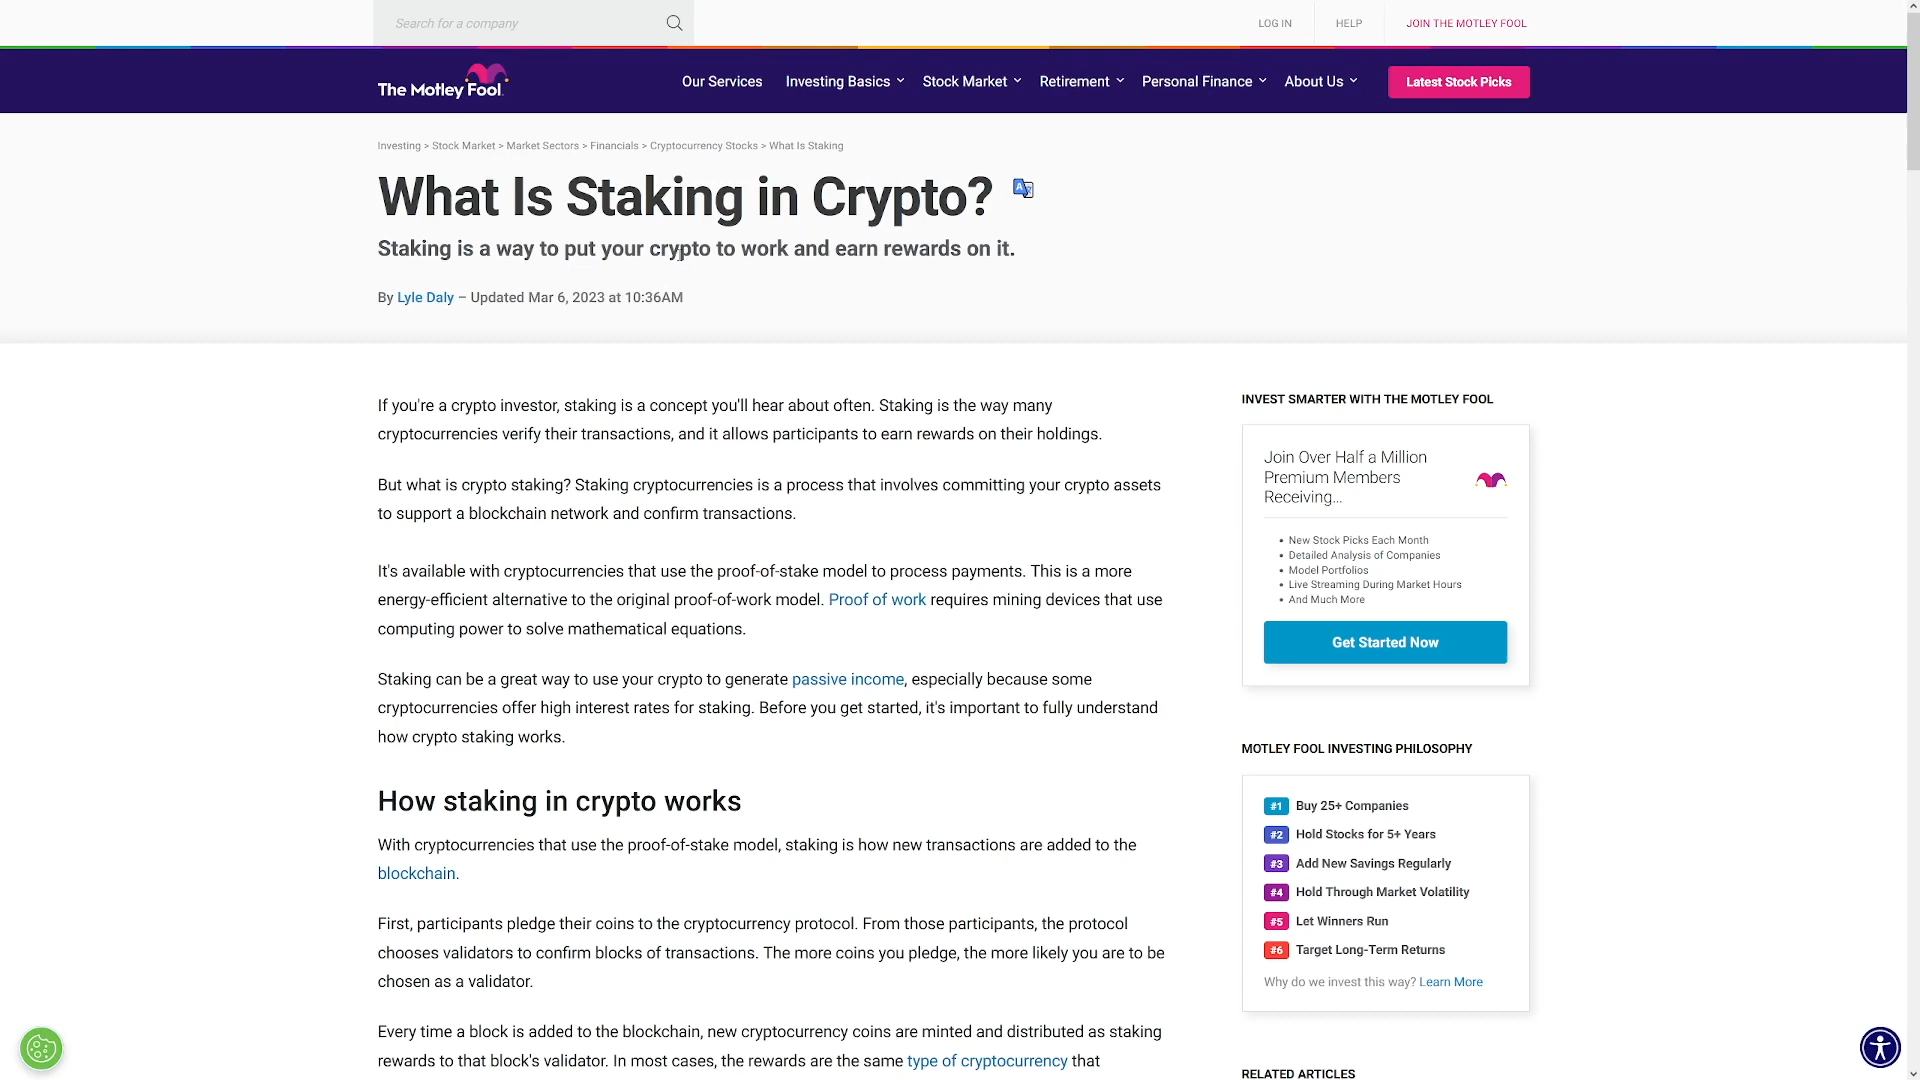 Search for a company
LOG IN
HELP
JOIN THE MOTLEY FOOL
The Motley Fool
Our Services
Investing Basics
Stock Market
Retirement
Personal Finance
About Us
Latest Stock Picks
Investing > Stock Market > Market Sectors > Financials > Cryptocurrency Stocks > What Is Staking
What Is Staking in Crypto?
Staking is a way to put your crypto to work and earn rewards on it.
By Lyle Daly – Updated Mar 6, 2023 at 10:36AM
If you're a crypto investor, staking is a concept you'll hear about often. Staking is the way many
cryptocurrencies verify their transactions, and it allows participants to earn rewards on their holdings.
But what is crypto staking? Staking cryptocurrencies is a process that involves committing your crypto assets
to support a blockchain network and confirm transactions.
It's available with cryptocurrencies that use the proof-of-stake model to process payments. This is a more
energy-efficient alternative to the original proof-of-work model. Proof of work requires mining devices that use
computing power to solve mathematical equations.
Staking can be a great way to use your crypto to generate passive income, especially because some
cryptocurrencies offer high interest rates for staking. Before you get started, it's important to fully understand
how crypto staking works.
How staking in crypto works
With cryptocurrencies that use the proof-of-stake model, staking is how new transactions are added to the
blockchain.
First, participants pledge their coins to the cryptocurrency protocol. From those participants, the protocol
chooses validators to confirm blocks of transactions. The more coins you pledge, the more likely you are to be
chosen as a validator.
Every time a block is added to the blockchain, new cryptocurrency coins are minted and distributed as staking
rewards to that block's validator. In most cases, the rewards are the same type of cryptocurrency that
INVEST SMARTER WITH THE MOTLEY FOOL
Join Over Half a Million
Premium Members
Receiving...
• New Stock Picks Each Month
• Detailed Analysis of Companies
• Model Portfolios
• Live Streaming During Market Hours
• And Much More
Get Started Now
MOTLEY FOOL INVESTING PHILOSOPHY
#1 Buy 25+ Companies
#2 Hold Stocks for 5+ Years
#3 Add New Savings Regularly
#4 Hold Through Market Volatility
#5 Let Winners Run
#6 Target Long-Term Returns
Why do we invest this way? Learn More
RELATED ARTICLES